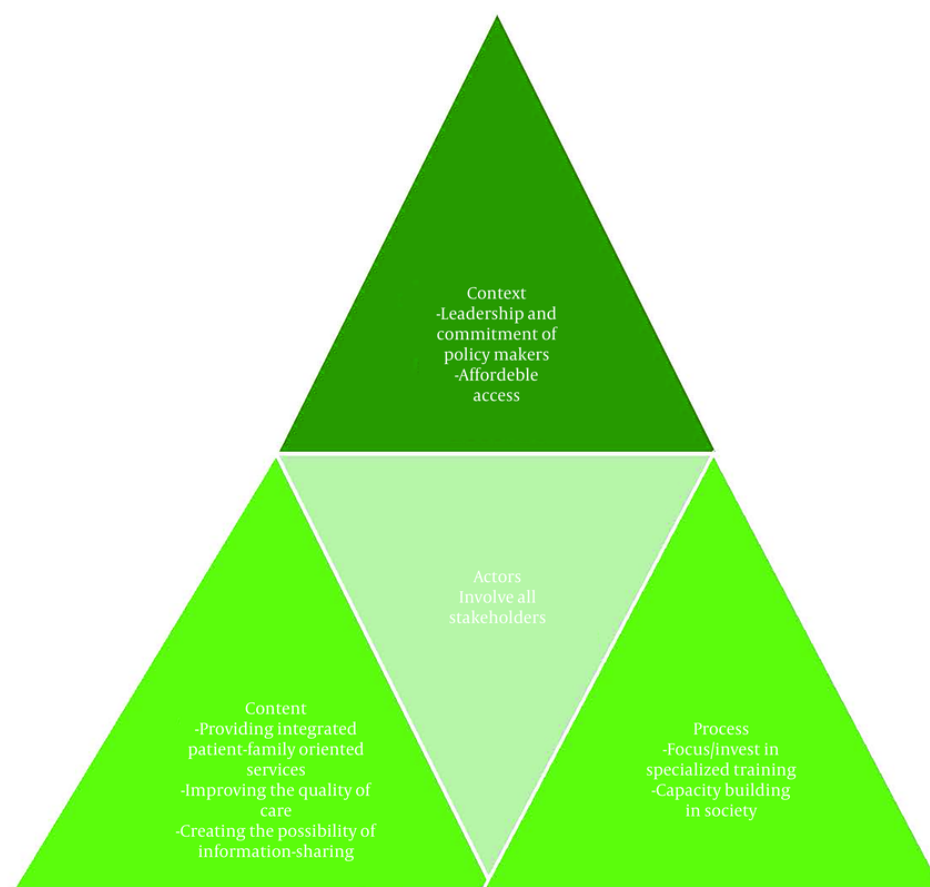 Context
-Leadership and
commitment of
policy makers
-Affordeble
access
Actors
Involve all
stakeholders
Content
-Providing integrated
patient-family oriented
services
-Improving the quality of
care
-Creating the possibility of
information-sharing
Process
-Focus/invest in
specialized training
-Capacity building
in society